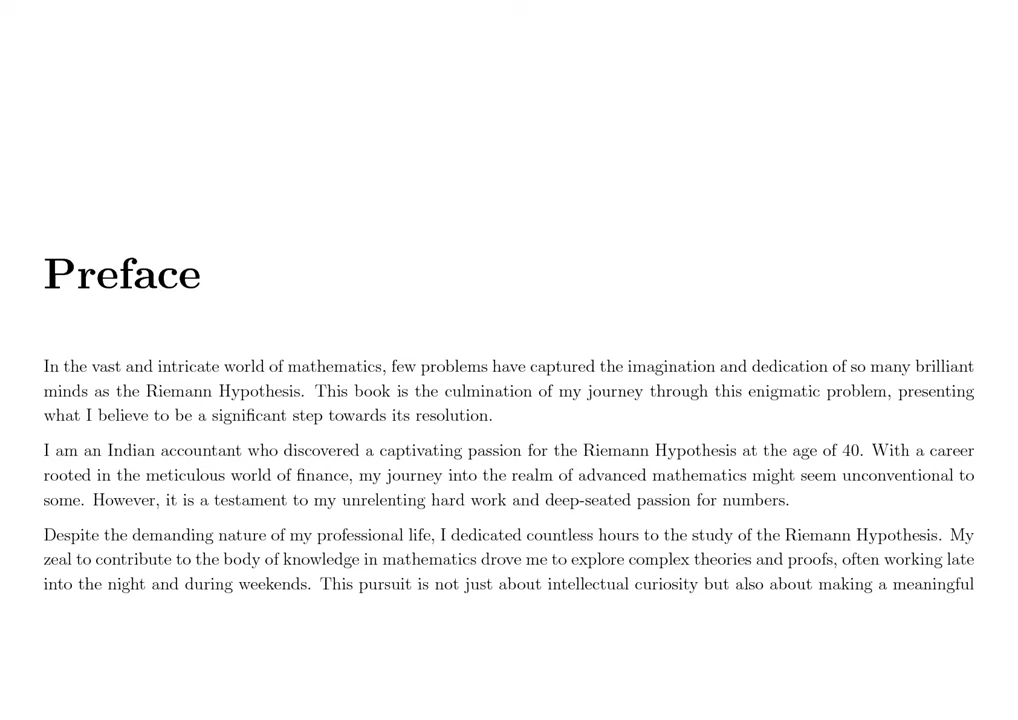 Preface
In the vast and intricate world of mathematics, few problems have captured the imagination and dedication of so many brilliant
minds as the Riemann Hypothesis. This book is the culmination of my journey through this enigmatic problem, presenting
what I believe to be a significant step towards its resolution.
I am an Indian accountant who discovered a captivating passion for the Riemann Hypothesis at the age of 40. With a career
rooted in the meticulous world of finance, my journey into the realm of advanced mathematics might seem unconventional to
some. However, it is a testament to my unrelenting hard work and deep-seated passion for numbers.
Despite the demanding nature of my professional life, I dedicated countless hours to the study of the Riemann Hypothesis. My
zeal to contribute to the body of knowledge in mathematics drove me to explore complex theories and proofs, often working late
into the night and during weekends. This pursuit is not just about intellectual curiosity but also about making a meaningful